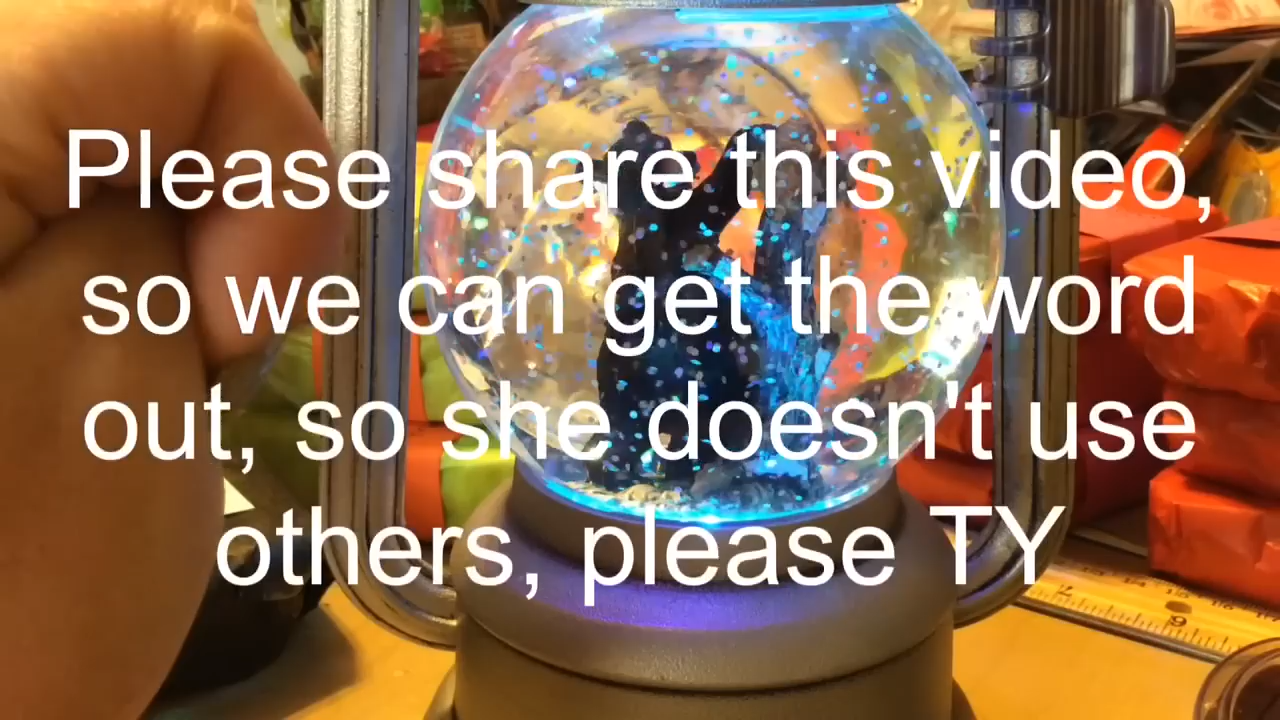 Please share this video,
so we can get the word
out, so she doesn't use
others, please TY